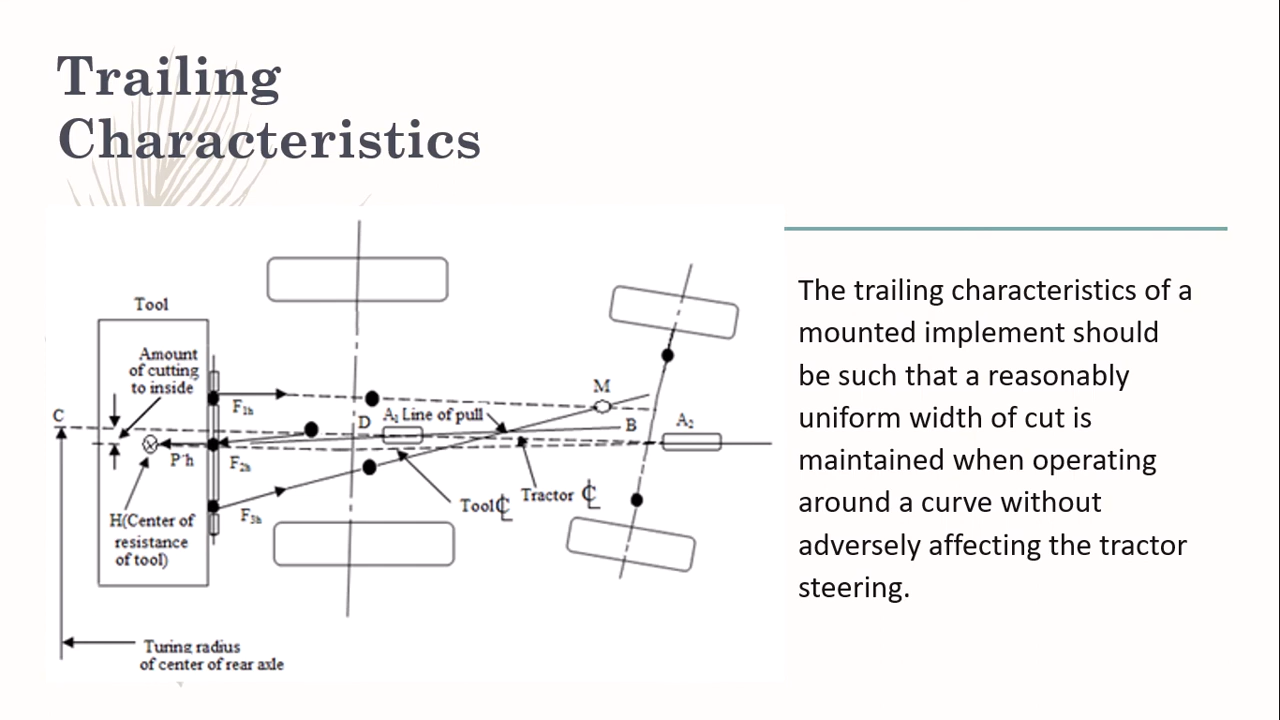 Trailing
Characteristics
Tool
Amount
of cutting
to inside
C
F1h
P'h
F2h
F3h
H(Center of
resistance
of tool)
D
A1 Line of pull
M
B
A2
Tool ℄
Tractor ℄
Turing radius
of center of rear axle
The trailing characteristics of a
mounted implement should
be such that a reasonably
uniform width of cut is
maintained when operating
around a curve without
adversely affecting the tractor
steering.